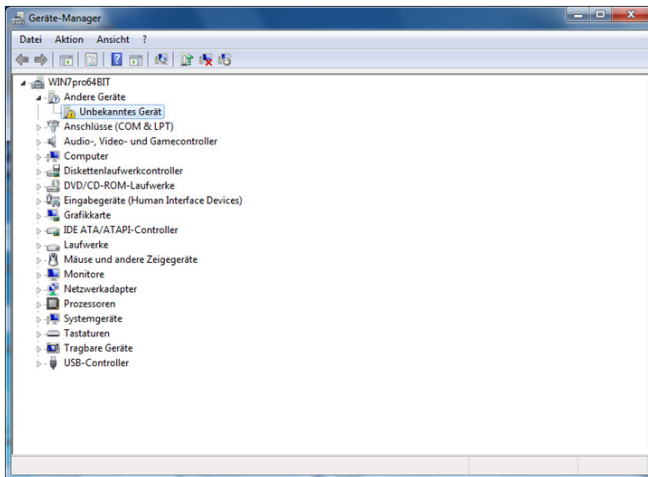 Geräte-Manager
Datei Aktion Ansicht ?
WIN7pro64BIT
Andere Geräte
Unbekanntes Gerät
Anschlüsse (COM & LPT)
Audio-, Video- und Gamecontroller
Computer
Diskettenlaufwerkcontroller
DVD/CD-ROM-Laufwerke
Eingabegeräte (Human Interface Devices)
Grafikkarte
IDE ATA/ATAPI-Controller
Laufwerke
Mäuse und andere Zeigegeräte
Monitore
Netzwerkadapter
Prozessoren
Systemgeräte
Tastaturen
Tragbare Geräte
USB-Controller